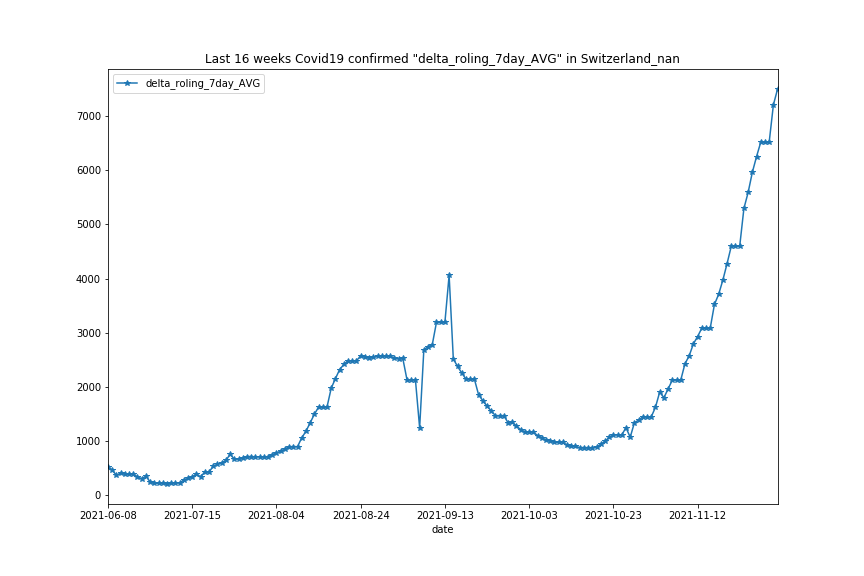 Last 16 weeks Covid19 confirmed "delta_roling_7day_AVG" in Switzerland_nan
delta_roling_7day_AVG
7000
6000
5000
4000
3000
2000
1000
0
2021-06-08 2021-07-15 2021-08-04 2021-08-24 2021-09-13 2021-10-03 2021-10-23 2021-11-12
date